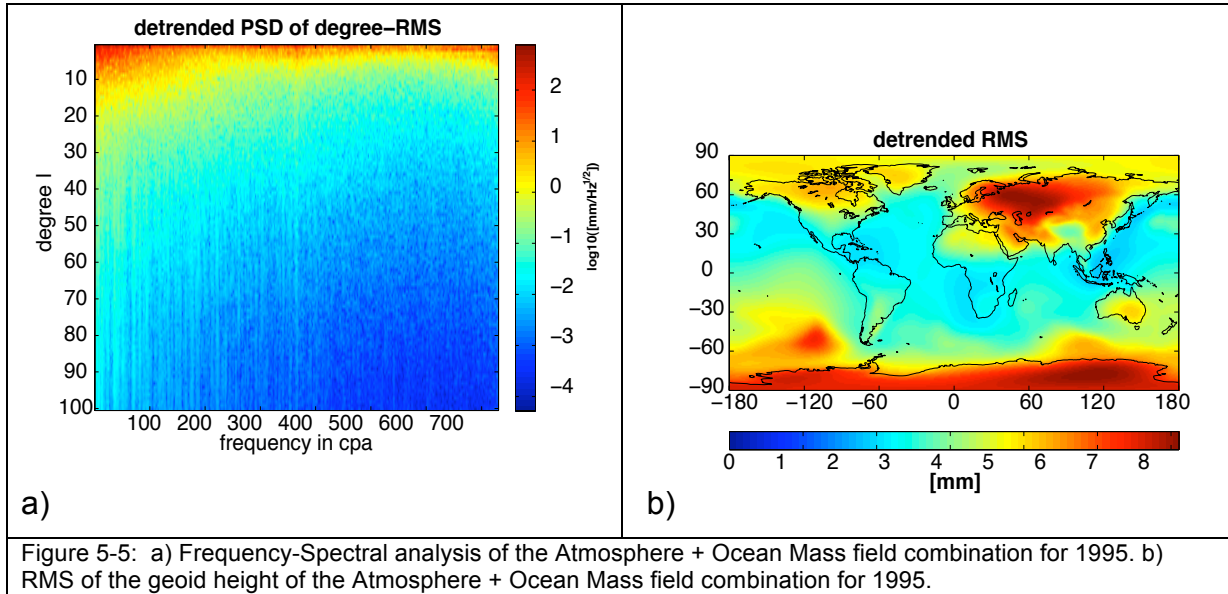 detrended PSD of degree–RMS
10
20
30
40
50
60
70
80
90
100
degree l
100 200 300 400 500 600 700
frequency in cpa
2
1
0
−1
−2
−3
−4
log10([mm/Hz^1/2])
a)
detrended RMS
90
60
30
0
−30
−60
−90
−180 −120 −60 0 60 120 180
0 1 2 3 4 5 6 7 8
[mm]
b)
Figure 5-5: a) Frequency-Spectral analysis of the Atmosphere + Ocean Mass field combination for 1995. b)
RMS of the geoid height of the Atmosphere + Ocean Mass field combination for 1995.